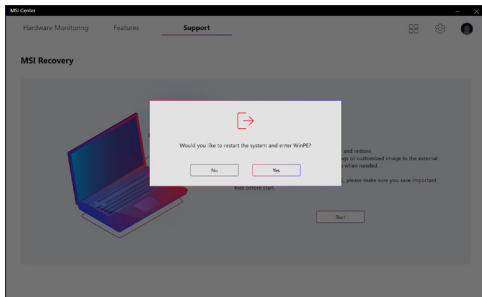 MSI Center
Hardware Monitoring
Features
Support
MSI Recovery
Would you like to restart the system and enter WinPE?
No
Yes
and restore.
or customized image to the external
when needed.
, please make sure you save important
files before start.
Start